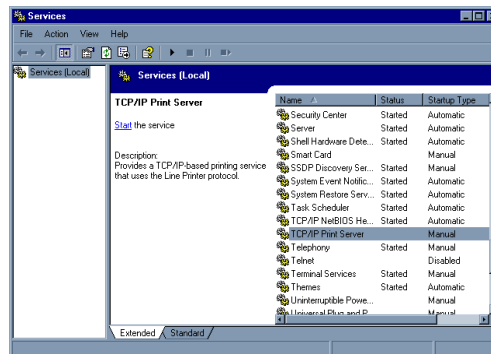 Services
File Action View Help
Services (Local)
Services (Local)
TCP/IP Print Server
Start the service
Description:
Provides a TCP/IP-based printing service
that uses the Line Printer protocol.
Name Status Startup Type
Security Center Started Automatic
Server Started Automatic
Shell Hardware Dete... Started Automatic
Smart Card Manual
SSDP Discovery Ser... Started Manual
System Event Notific... Started Automatic
System Restore Serv... Started Automatic
Task Scheduler Started Automatic
TCP/IP NetBIOS He... Started Automatic
TCP/IP Print Server Manual
Telephony Started Manual
Telnet Disabled
Terminal Services Started Manual
Themes Started Automatic
Uninterruptible Powe... Manual
Universal Plug and P... Manual
Extended Standard